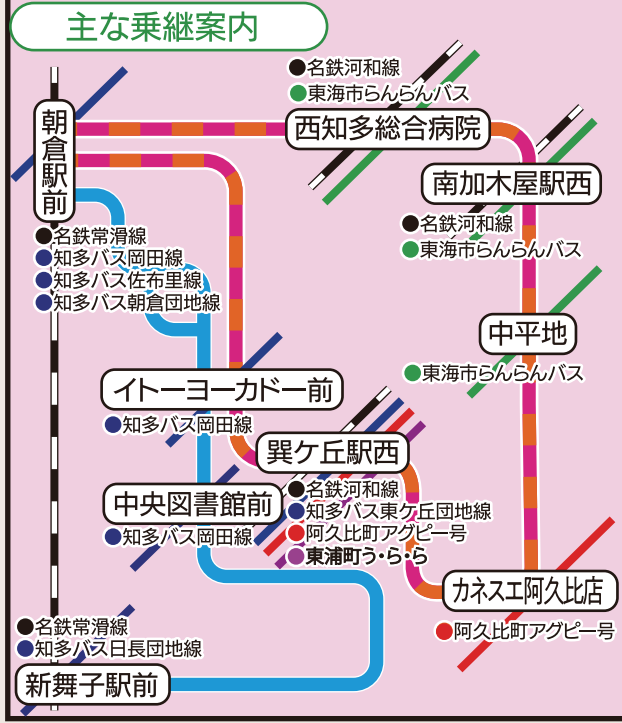 主な乗継案内
名鉄河和線
東海市らんらんバス
朝倉駅前
西知多総合病院
南加木屋駅西
名鉄河和線
東海市らんらんバス
名鉄常滑線
知多バス岡田線
知多バス佐布里線
知多バス朝倉団地線
中平地
東海市らんらんバス
イトーヨーカドー前
知多バス岡田線
巽ケ丘駅西
名鉄河和線
知多バス東ケ丘団地線
阿久比町アグピー号
東浦町う・ら・ら
中央図書館前
知多バス岡田線
カネスエ阿久比店
阿久比町アグピー号
名鉄常滑線
知多バス日長団地線
新舞子駅前